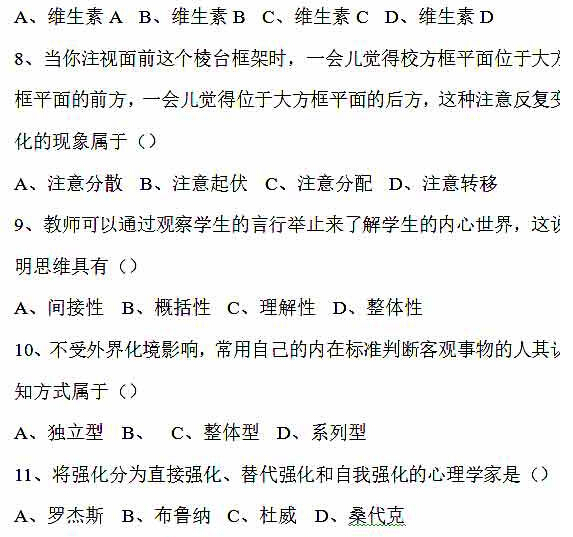 A、维生素 A B、维生素 B C、维生素 C D、维生素 D
8、当你注视面前这个棱台框架时，一会儿觉得校方框平面位于大方
框平面的前方，一会儿觉得位于大方框平面的后方，这种注意反复变
化的现象属于（）
A、注意分散 B、注意起伏 C、注意分配 D、注意转移
9、教师可以通过观察学生的言行举止来了解学生的内心世界，这说
明思维具有（）
A、间接性 B、概括性 C、理解性 D、整体性
10、不受外界化境影响，常用自己的内在标准判断客观事物的人其认
知方式属于（）
A、独立型 B、 C、整体型 D、系列型
11、将强化分为直接强化、替代强化和自我强化的心理学家是（）
A、罗杰斯 B、布鲁纳 C、杜威 D、桑代克